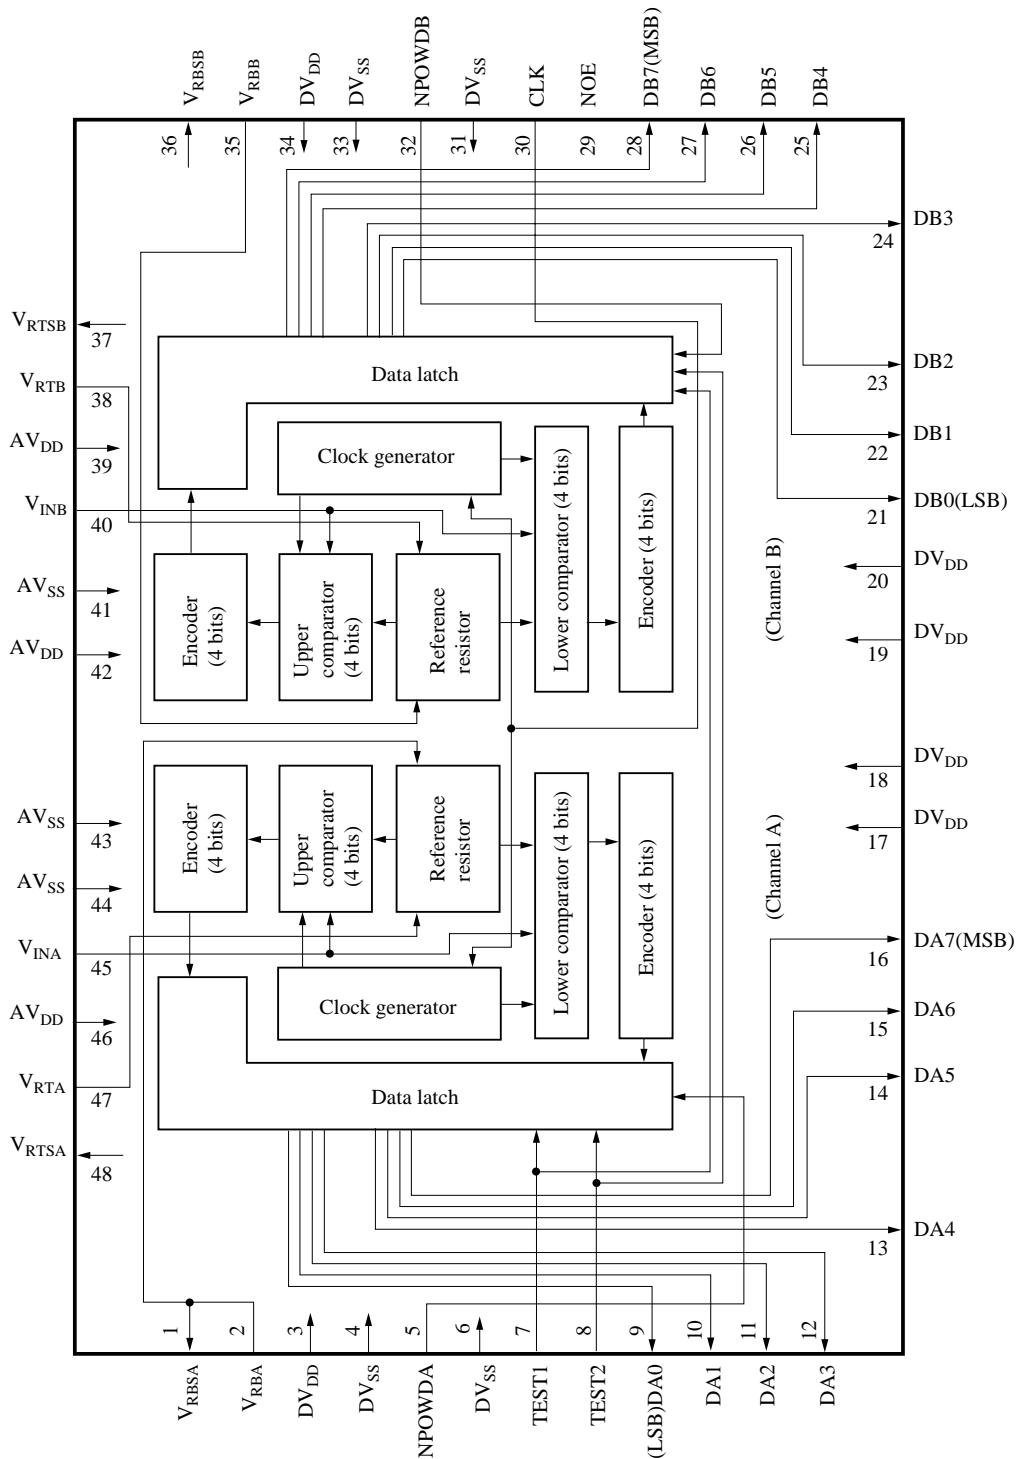 VRBSB
VRBB
DVDD
DVSS
NPOWDB
DVSS
CLK
NOE
DB7(MSB)
DB6
DB5
DB4
36
35
34
33
32
31
30
29
28
27
26
25
DB3
24
VRTSB
37
VRTB
38
AVDD
39
VINB
40
AVSS
41
AVDD
42
Data latch
Clock generator
Encoder
(4 bits)
Upper
comparator
(4 bits)
Reference
resistor
Lower comparator (4 bits)
Encoder (4 bits)
(Channel B)
DB2
23
DB1
22
DB0(LSB)
21
DVDD
20
DVDD
19
DVDD
18
DVDD
17
AVSS
43
AVSS
44
VINA
45
AVDD
46
VRTA
47
VRTSA
48
Encoder
(4 bits)
Upper
comparator
(4 bits)
Reference
resistor
Lower comparator (4 bits)
Encoder (4 bits)
(Channel A)
Clock generator
Data latch
DA7(MSB)
16
DA6
15
DA5
14
DA4
13
1
2
3
4
5
6
7
8
9
10
11
12
VRBSA
VRBA
DVDD
DVSS
NPOWDA
DVSS
TEST1
TEST2
(LSB)DA0
DA1
DA2
DA3